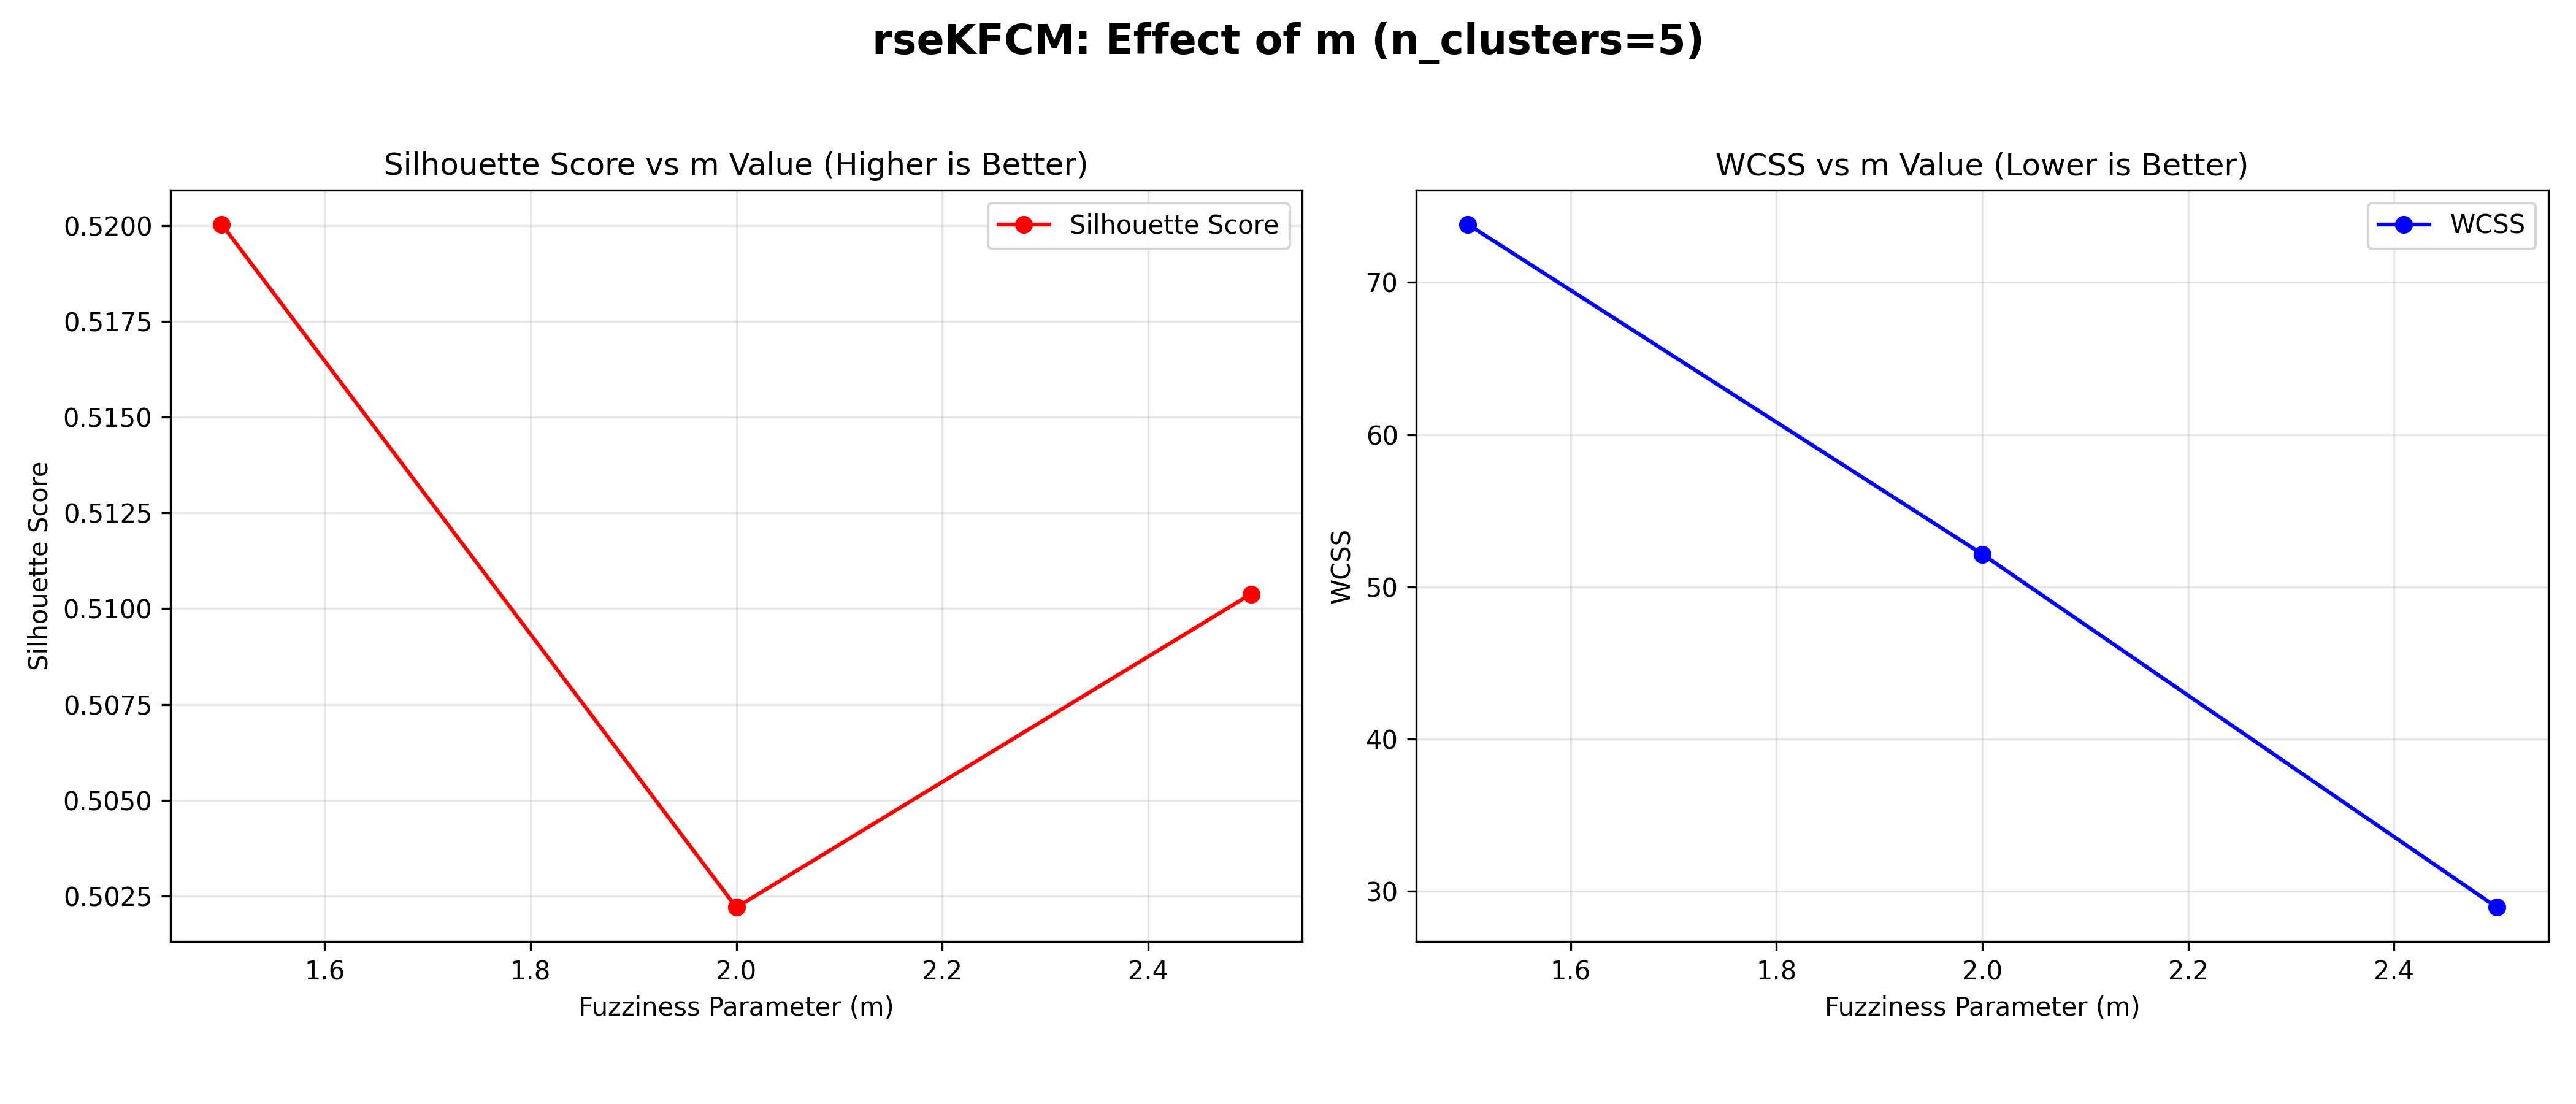 rseKFCM: Effect of m (n_clusters=5)
Silhouette Score vs m Value (Higher is Better)
Silhouette Score
0.5200
0.5175
0.5150
0.5125
0.5100
0.5075
0.5050
0.5025
Silhouette Score
1.6 1.8 2.0 2.2 2.4
Fuzziness Parameter (m)
WCSS vs m Value (Lower is Better)
WCSS
70
60
50
40
30
WCSS
1.6 1.8 2.0 2.2 2.4
Fuzziness Parameter (m)